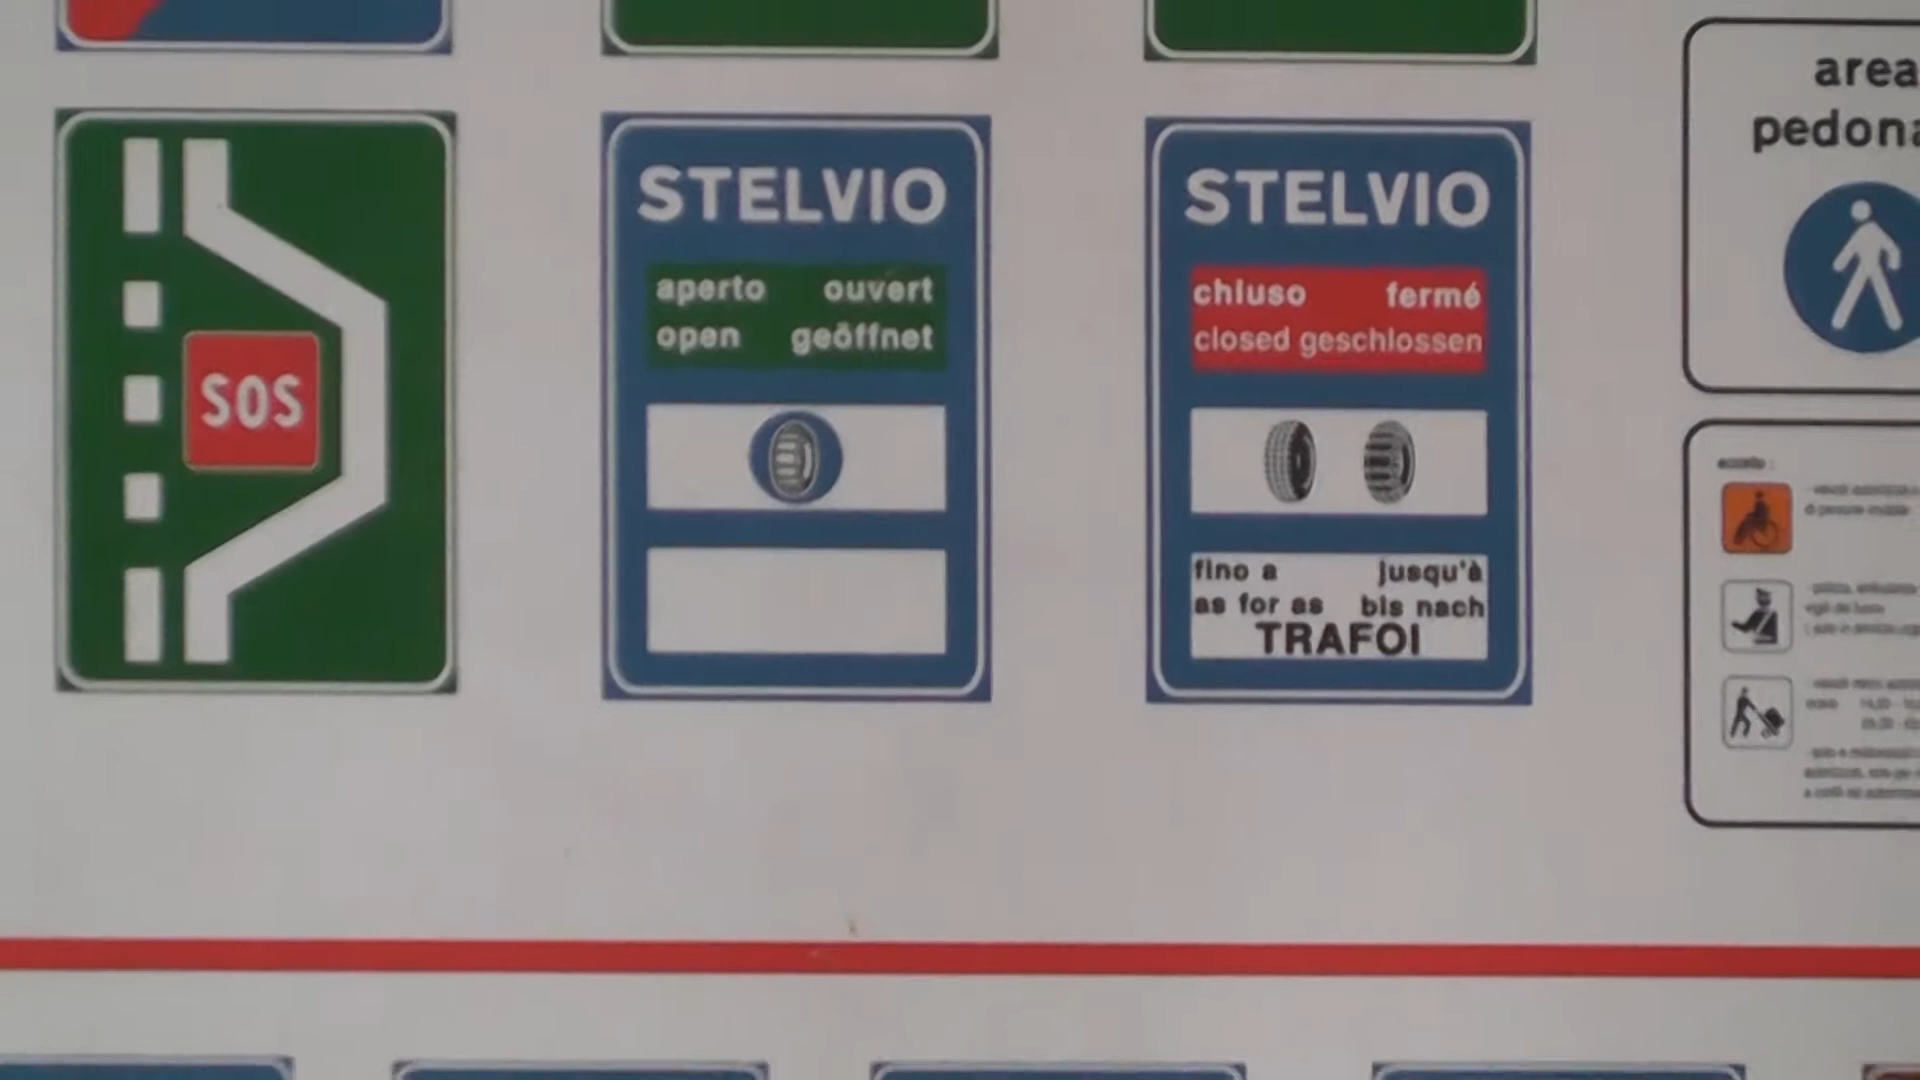 SOS
STELVIO
aperto ouvert
open geöffnet
STELVIO
chiuso fermé
closed geschlossen
fino a jusqu'à
as for as bis nach
TRAFOI
area
pedona